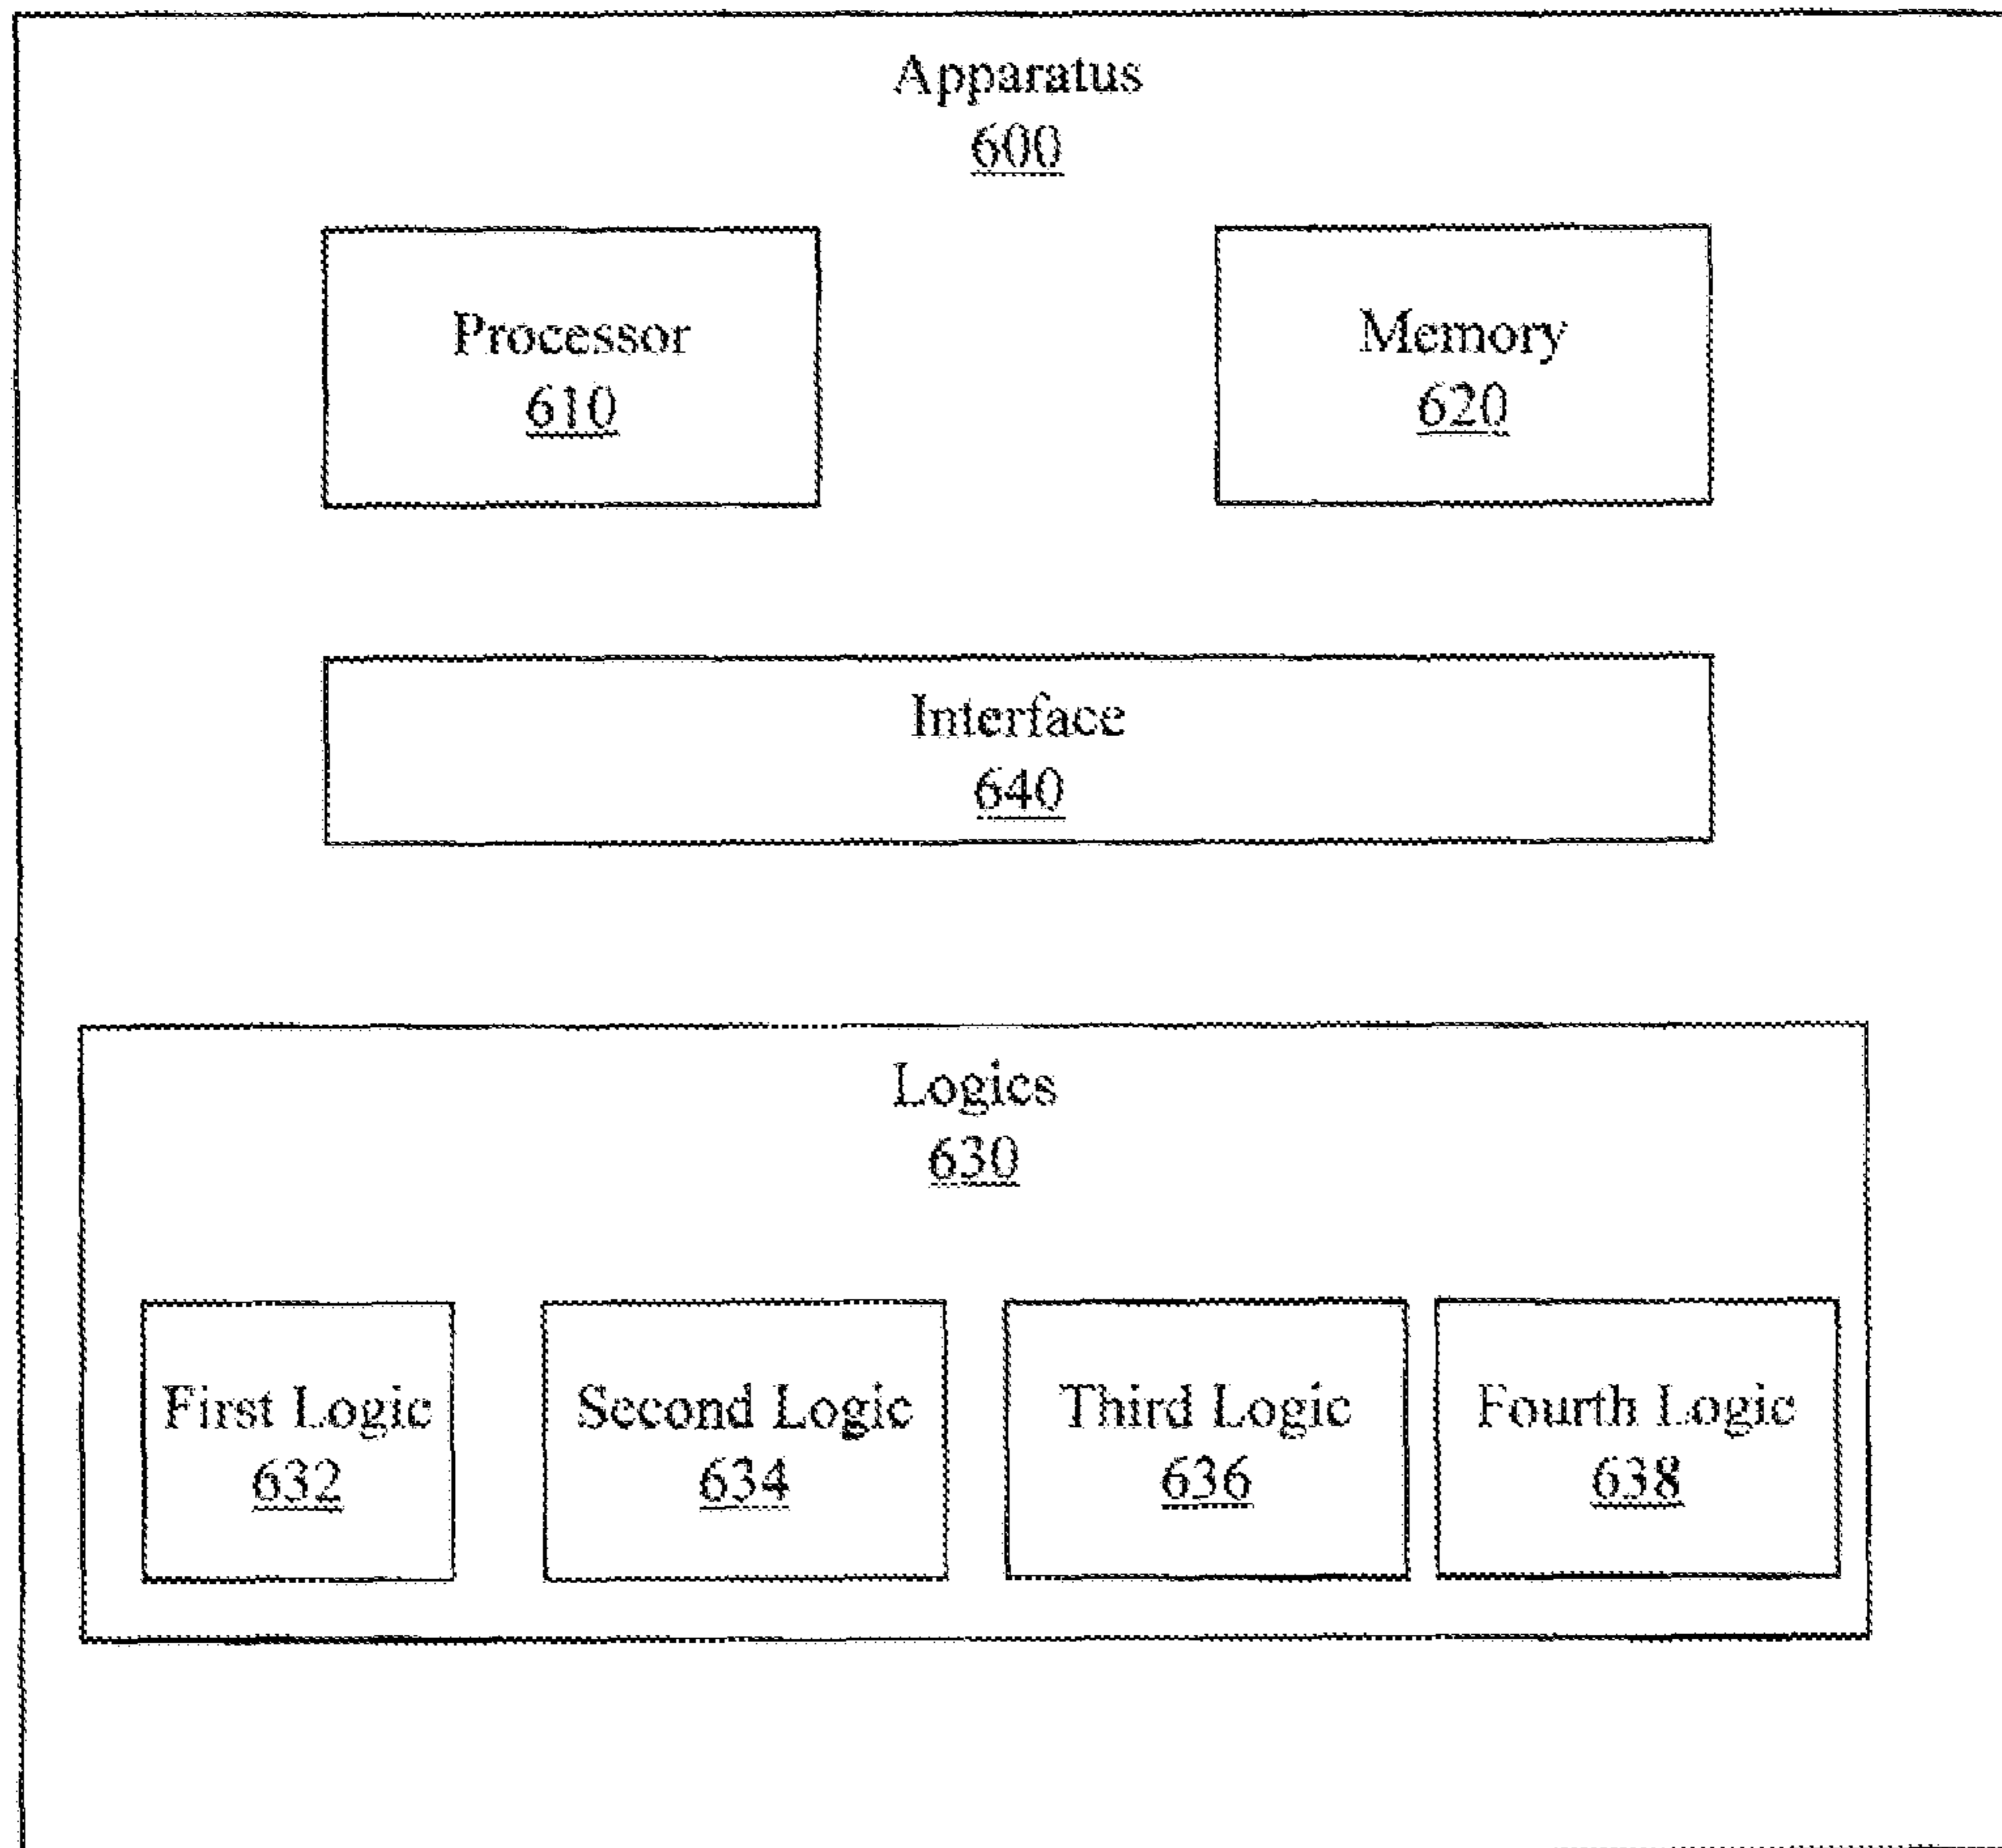 Apparatus
600
Processor
610
Memory
620
Interface
640
Logics
630
First Logic
632
Second Logic
634
Third Logic
636
Fourth Logic
638